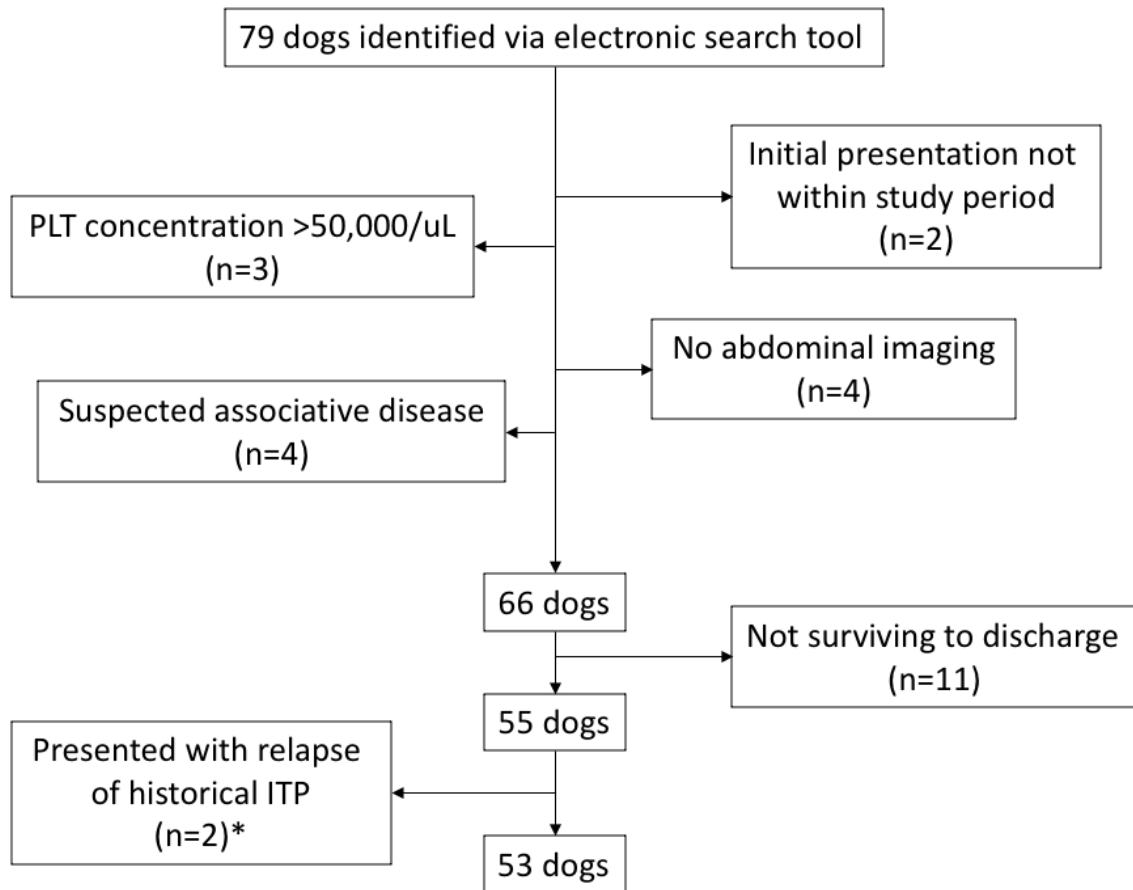 79 dogs identified via electronic search tool
Initial presentation not
within study period
(n=2)
PLT concentration >50,000/uL
(n=3)
No abdominal imaging
(n=4)
Suspected associative disease
(n=4)
66 dogs
Not surviving to discharge
(n=11)
55 dogs
Presented with relapse
of historical ITP
(n=2)*
53 dogs